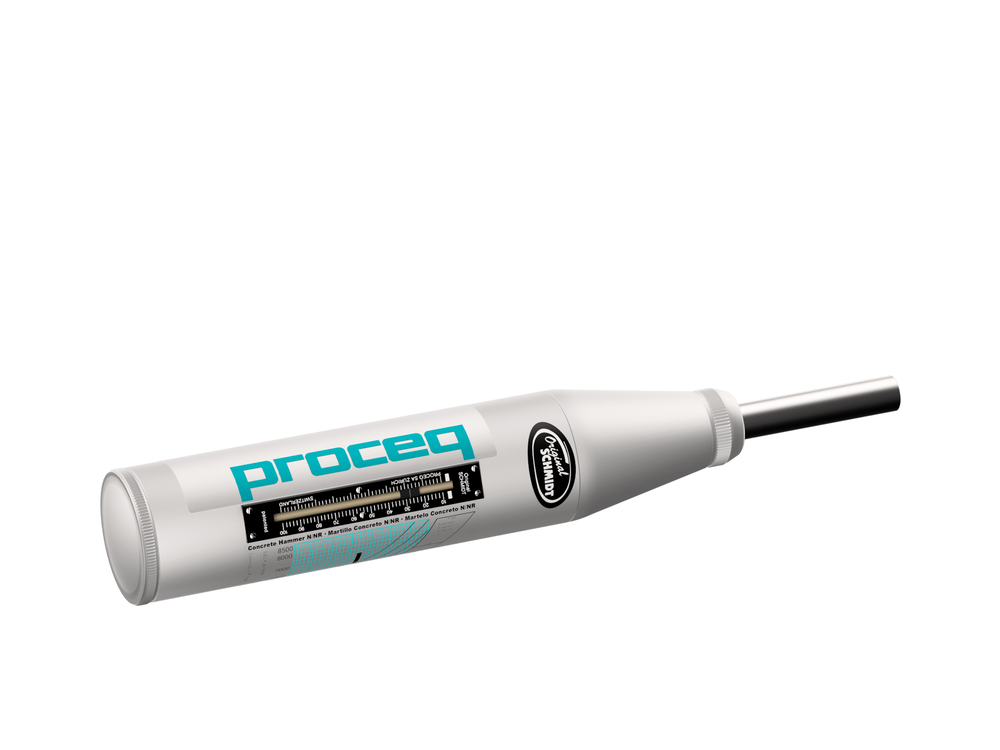 proceq
Original
SCHMIDT
PROCEQ SA ZURICH
SWITZERLAND
Original
SCHMIDT
patented
10 20 30 40 50 60 70 80 90 100
Concrete Hammer N/NR · Martillo Concreto N/NR · Martelo Concreto N/NR
8500
8000
7000